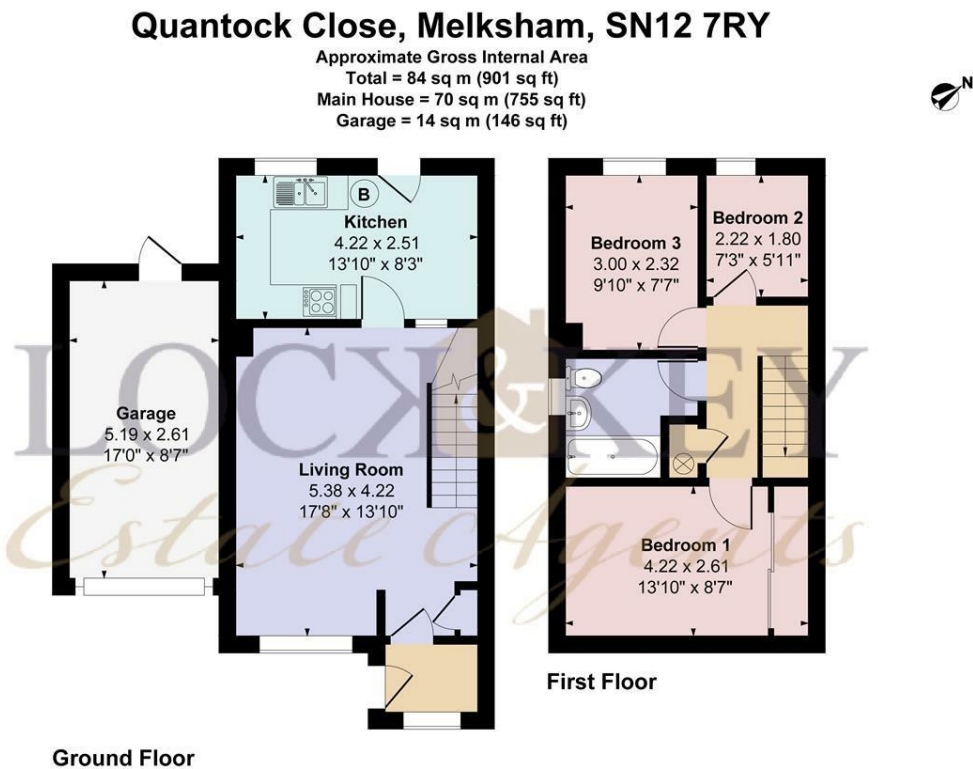 Quantock Close, Melksham, SN12 7RY
Approximate Gross Internal Area
Total = 84 sq m (901 sq ft)
Main House = 70 sq m (755 sq ft)
Garage = 14 sq m (146 sq ft)
N
B
Kitchen
4.22 x 2.51
13'10" x 8'3"
Bedroom 3
3.00 x 2.32
9'10" x 7'7"
Bedroom 2
2.22 x 1.80
7'3" x 5'11"
LOCK & KEY
Estate Agents
Garage
5.19 x 2.61
17'0" x 8'7"
Living Room
5.38 x 4.22
17'8" x 13'10"
Bedroom 1
4.22 x 2.61
13'10" x 8'7"
First Floor
Ground Floor